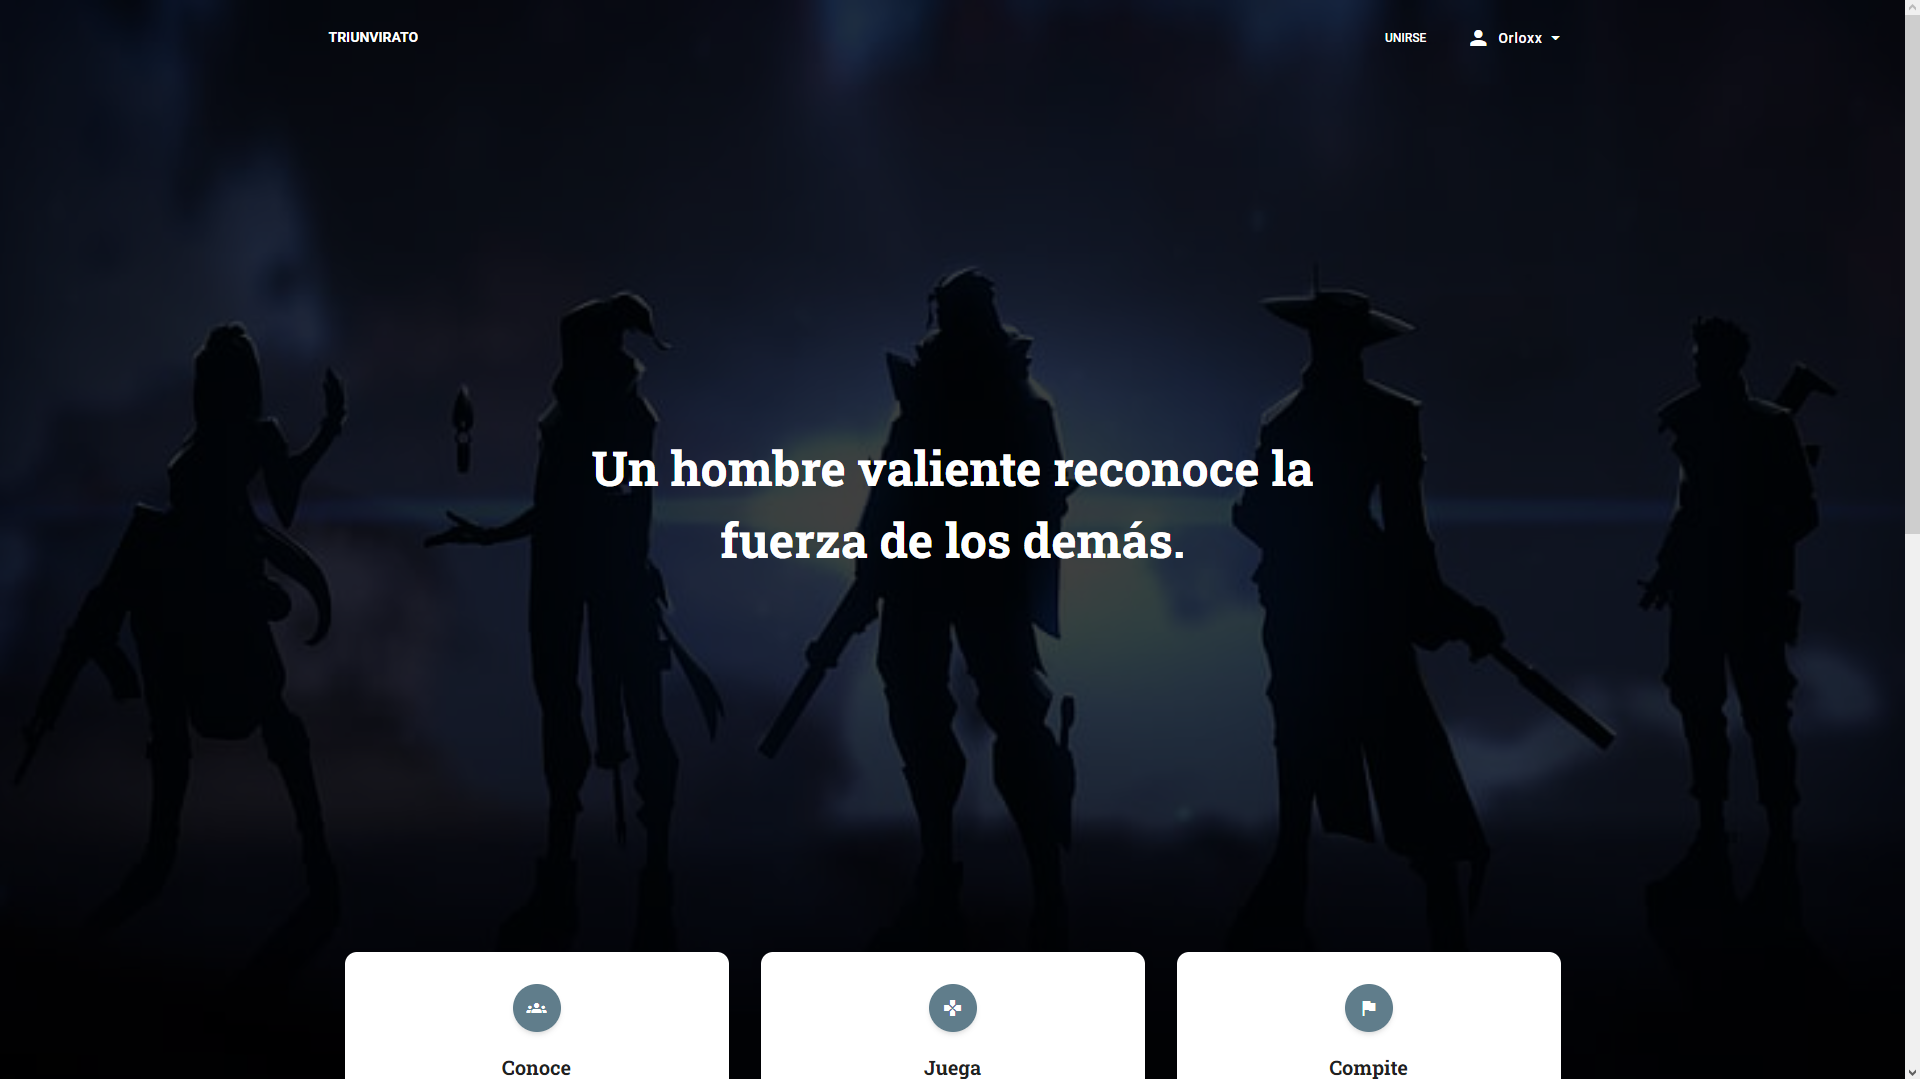 TRIUNVIRATO
UNIRSE
Orloxx
Un hombre valiente reconoce la
fuerza de los demás.
Conoce
Juega
Compite